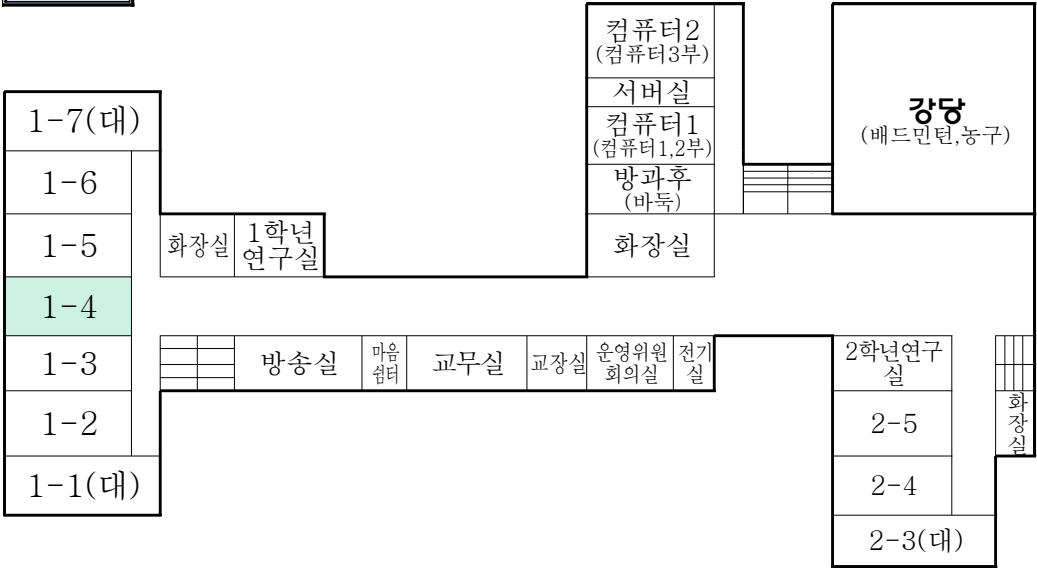 컴퓨터2
(컴퓨터3부)
서버실
컴퓨터1
(컴퓨터1,2부)
방과후
(바둑)
화장실
강당
(배드민턴,농구)
1-7(대)
1-6
1-5
1-4
1-3
1-2
1-1(대)
화장실
1학년
연구실
방송실
마음
쉼터
교무실
교장실
운영위원
회의실
전기
실
2학년연구
실
2-5
2-4
2-3(대)
화
장
실